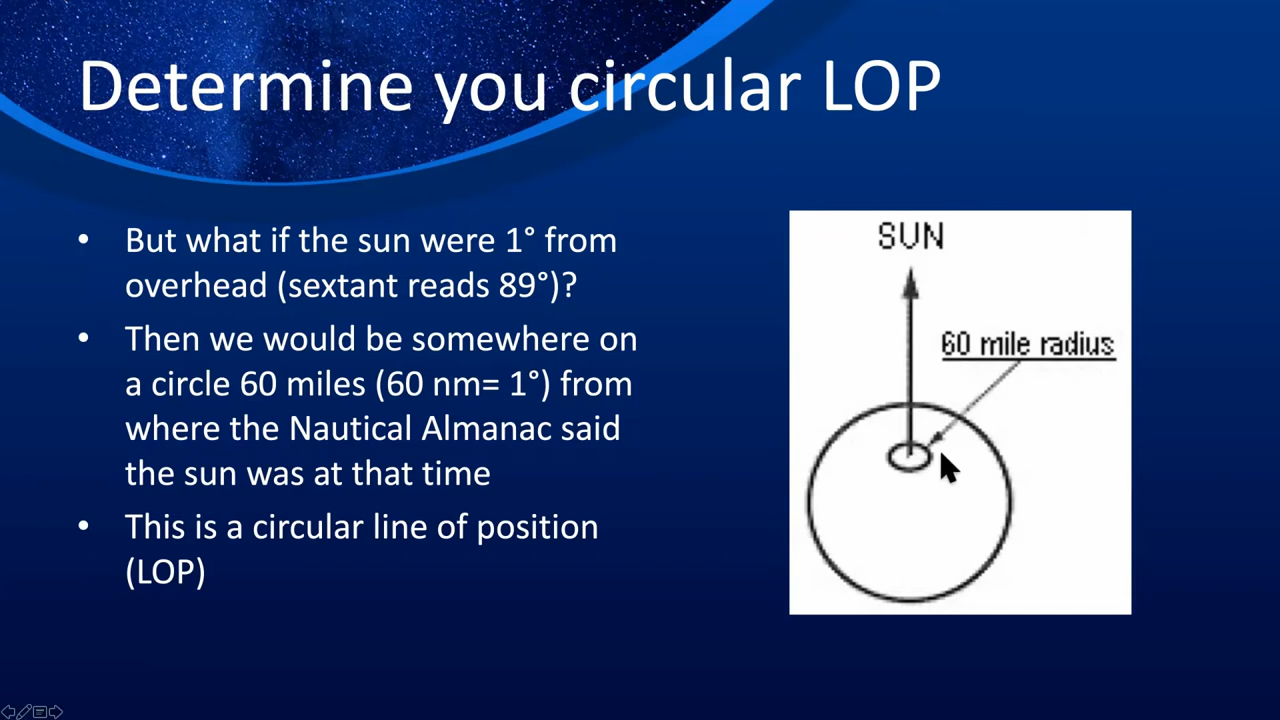 Determine you circular LOP
• But what if the sun were 1° from
overhead (sextant reads 89°)?
• Then we would be somewhere on
a circle 60 miles (60 nm= 1°) from
where the Nautical Almanac said
the sun was at that time
• This is a circular line of position
(LOP)
SUN
60 mile radius